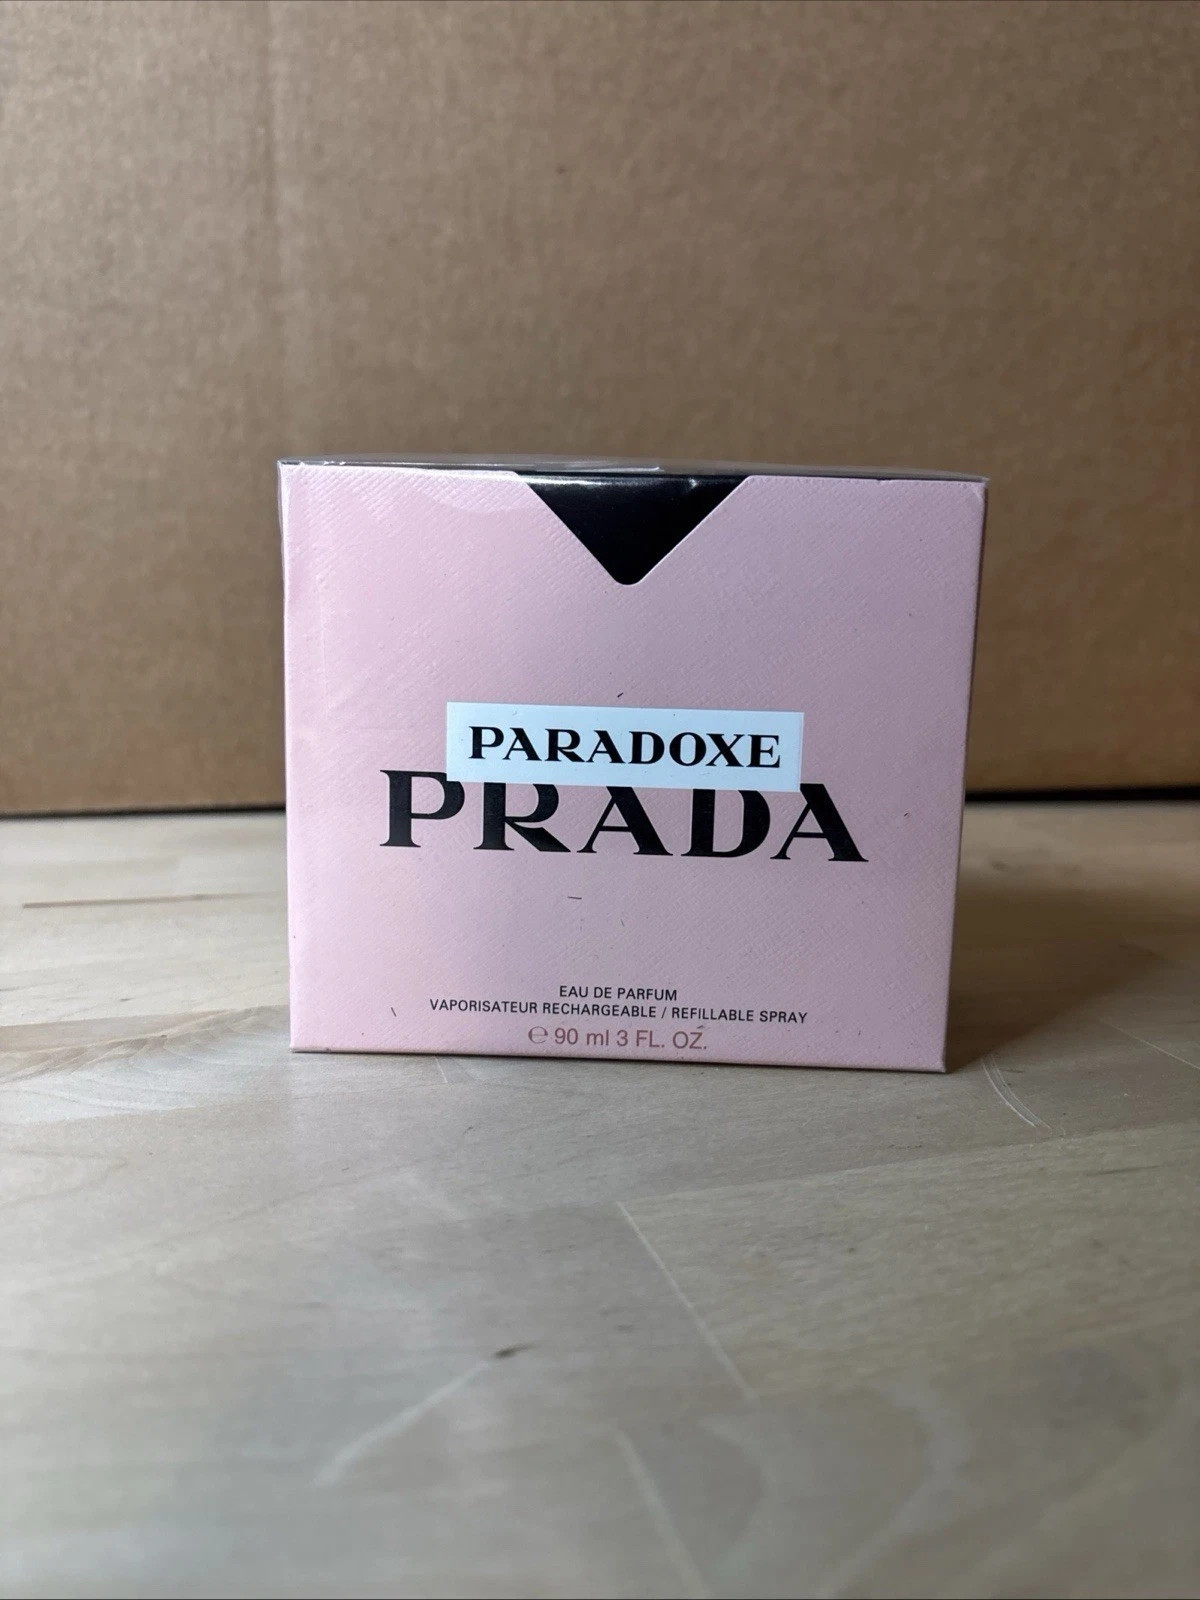 PARADOXE
PRADA
EAU DE PARFUM
VAPORISATEUR RECHARGEABLE / REFILLABLE SPRAY
℮ 90 ml 3 FL. OZ.